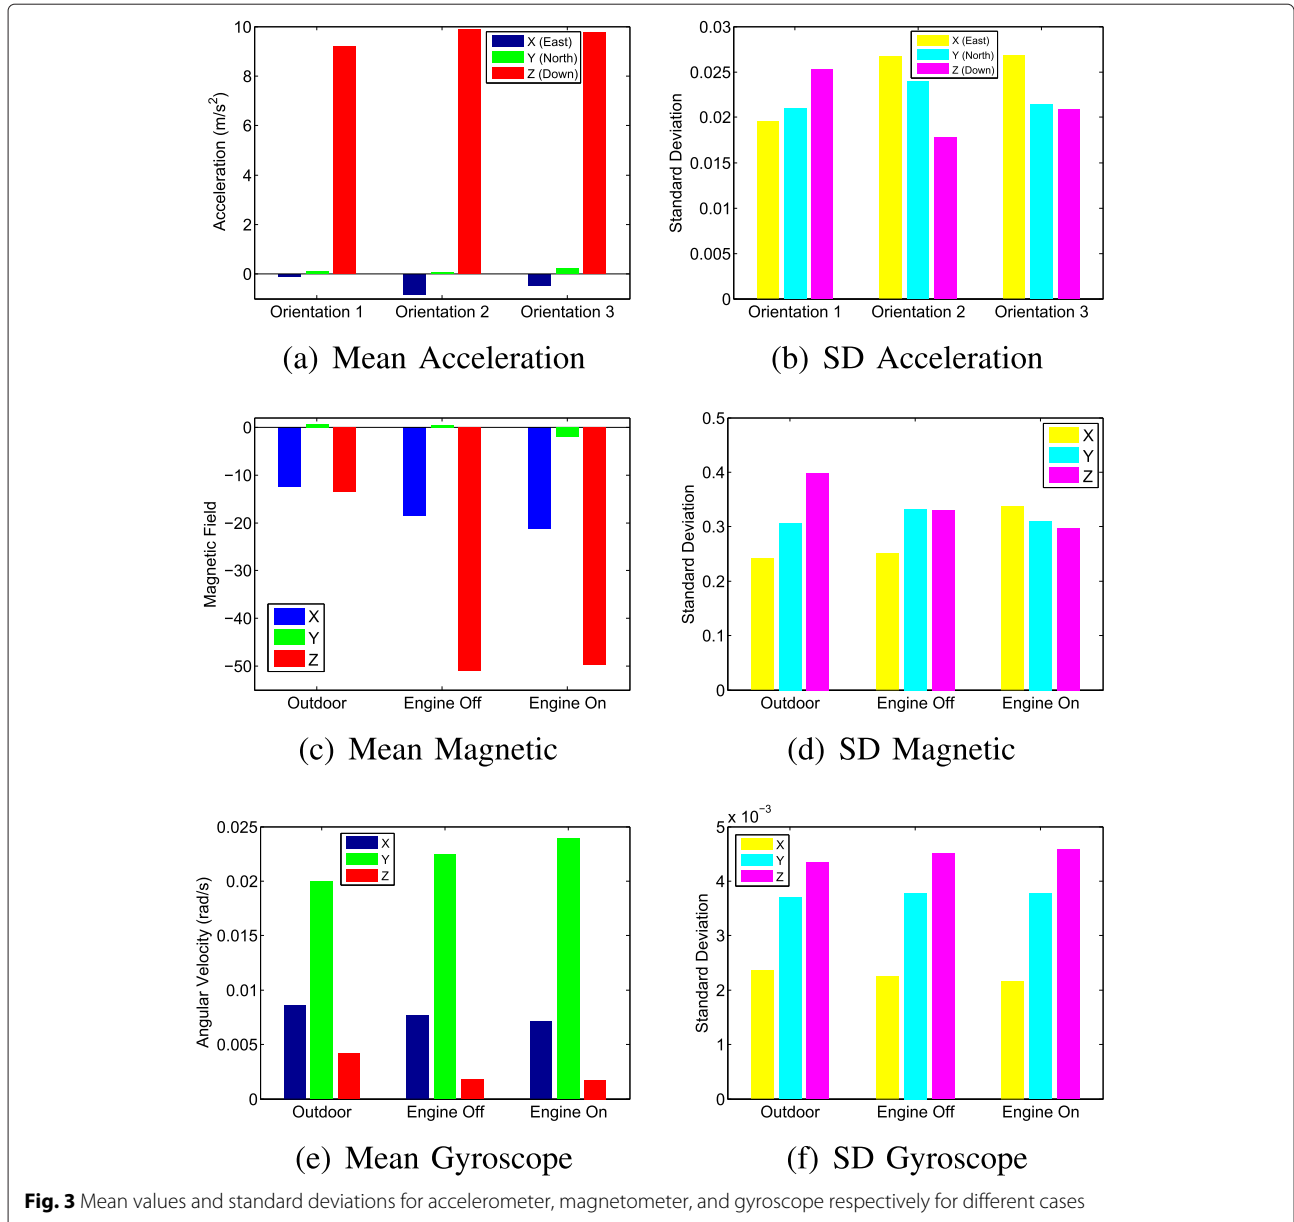 10
8
6
4
2
0
Acceleration (m/s²)
X (East)
Y (North)
Z (Down)
Orientation 1 Orientation 2 Orientation 3
(a) Mean Acceleration
0.03
0.025
0.02
0.015
0.01
0.005
0
Standard Deviation
X (East)
Y (North)
Z (Down)
Orientation 1 Orientation 2 Orientation 3
(b) SD Acceleration
0
−10
−20
−30
−40
−50
Magnetic Field
X
Y
Z
Outdoor Engine Off Engine On
(c) Mean Magnetic
0.5
0.4
0.3
0.2
0.1
0
Standard Deviation
X
Y
Z
Outdoor Engine Off Engine On
(d) SD Magnetic
0.025
0.02
0.015
0.01
0.005
0
Angular Velocity (rad/s)
X
Y
Z
Outdoor Engine Off Engine On
(e) Mean Gyroscope
x 10⁻³
5
4
3
2
1
0
Standard Deviation
X
Y
Z
Outdoor Engine Off Engine On
(f) SD Gyroscope
Fig. 3 Mean values and standard deviations for accelerometer, magnetometer, and gyroscope respectively for different cases